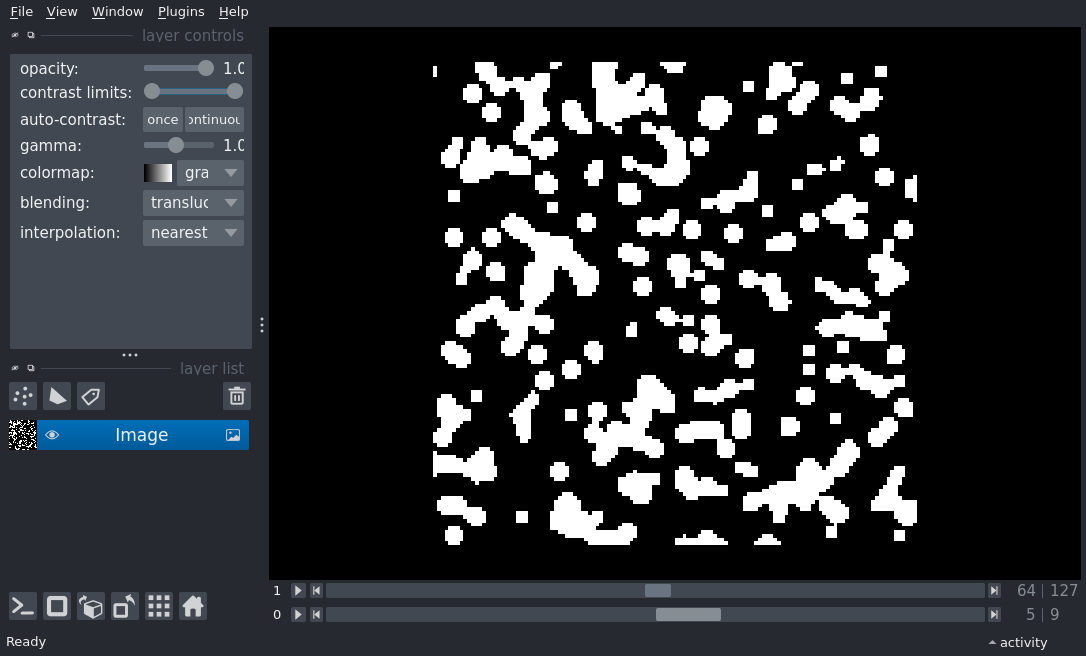 File View Window Plugins Help
layer controls
opacity: 1.0
contrast limits:
auto-contrast: once ontinuou
gamma: 1.0
colormap: gra
blending: transluc
interpolation: nearest
layer list
Image
1 64 | 127
0 5 | 9
Ready activity